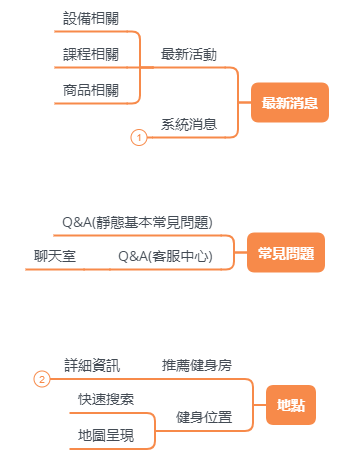 設備相關
課程相關
最新活動
商品相關
最新消息
系統消息
1
Q&A(靜態基本常見問題)
常見問題
聊天室
Q&A(客服中心)
詳細資訊
推薦健身房
2
快速搜索
地點
健身位置
地圖呈現